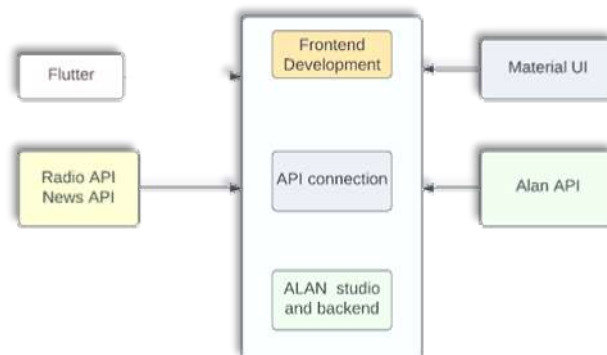 Frontend
Development
Flutter
Material UI
Radio API
News API
API connection
Alan API
ALAN studio
and backend